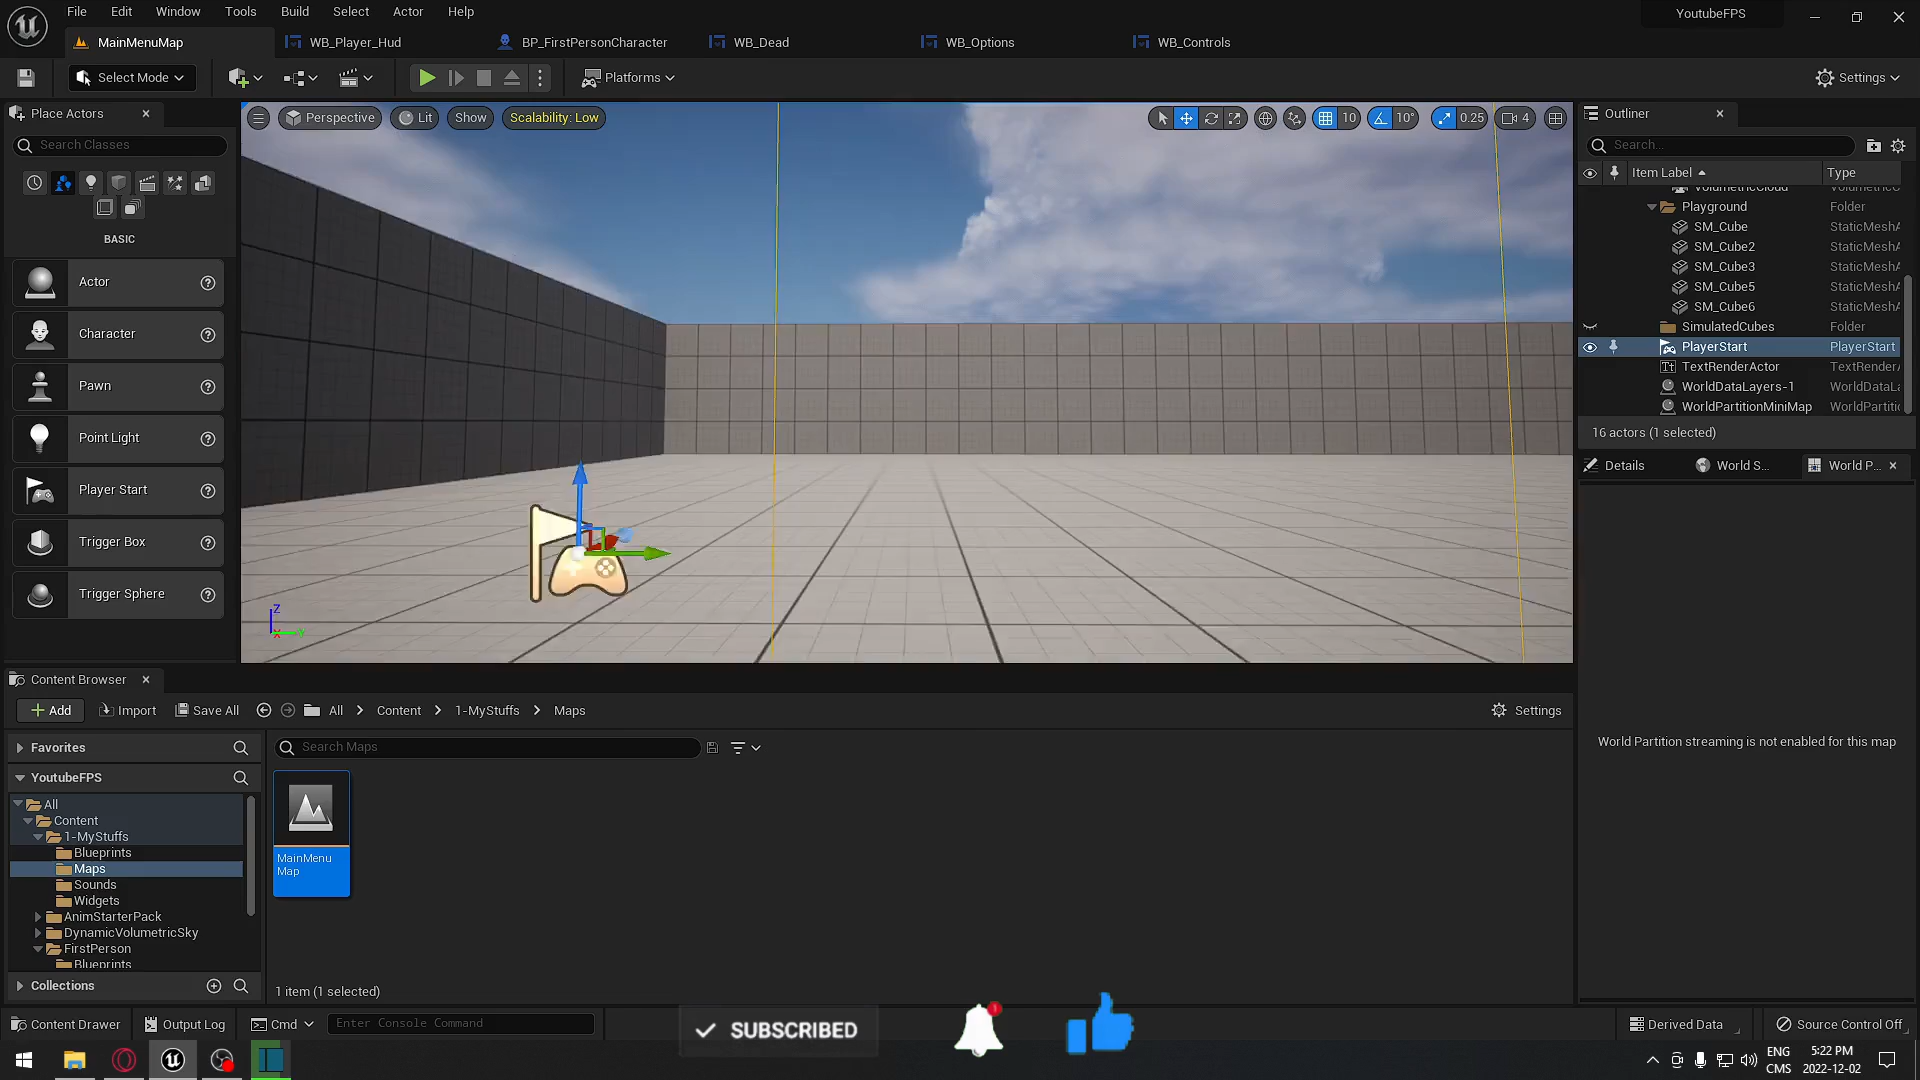 File Edit Window Tools Build Select Actor Help
YoutubeFPS
MainMenuMap WB_Player_Hud BP_FirstPersonCharacter WB_Dead WB_Options WB_Controls
Select Mode Platforms Settings
Place Actors
Search Classes
BASIC
Actor
Character
Pawn
Point Light
Player Start
Trigger Box
Trigger Sphere
Perspective Lit Show Scalability: Low 10 10° 0.25 4
Z
Outliner
Search...
Item Label Type
VolumetricCloud VolumetricC
Playground Folder
SM_Cube StaticMeshA
SM_Cube2 StaticMeshA
SM_Cube3 StaticMeshA
SM_Cube5 StaticMeshA
SM_Cube6 StaticMeshA
SimulatedCubes Folder
PlayerStart PlayerStart
TextRenderActor TextRenderA
WorldDataLayers-1 WorldDataLa
WorldPartitionMiniMap WorldPartitic
16 actors (1 selected)
Details World S... World P...
World Partition streaming is not enabled for this map
Content Browser
Add Import Save All All Content 1-MyStuffs Maps Settings
Favorites
YoutubeFPS
All
Content
1-MyStuffs
Blueprints
Maps
Sounds
Widgets
AnimStarterPack
DynamicVolumetricSky
FirstPerson
Blueprints
Collections
Search Maps
MainMenu
Map
1 item (1 selected)
Content Drawer Output Log Cmd Enter Console Command
SUBSCRIBED
1
Derived Data Source Control Off
ENG
CMS
5:22 PM
2022-12-02